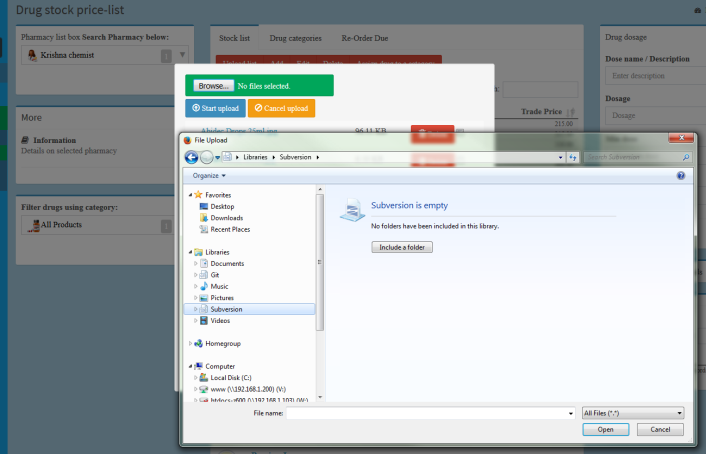 Drug stock price-list
Pharmacy list box Search Pharmacy below:
Krishna chemist
More
Information
Details on selected pharmacy
Filter drugs using category:
All Products
Stock list
Drug categories
Re-Order Due
Trade Price
215.00
Drug dosage
Dose name / Description
Enter description
Dosage
Dosage
Browse...
No files selected.
Start upload
Cancel upload
96.11 KB
File Upload
Libraries
Subversion
Search Subversion
Organize
Favorites
Desktop
Downloads
Recent Places
Libraries
Documents
Git
Music
Pictures
Subversion
Videos
Homegroup
Computer
Local Disk (C:)
www (\\192.168.1.200) (V:)
Subversion is empty
No folders have been included in this library.
Include a folder
File name:
All Files (*.*)
Open
Cancel